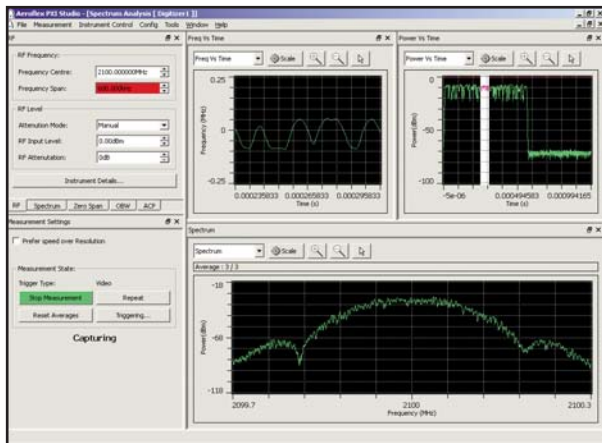 Aeroflex PXI Studio - [Spectrum Analysis [ Digitizer1 ]]
File Measurement Instrument Control Config Tools Window Help
RF
RF Frequency:
Frequency Centre: 2100.000000MHz
Frequency Span: 600.000kHz
RF Level
Attenution Mode: Manual
RF Input Level: 0.00dBm
RF Attenutation: 0dB
Instrument Details...
RF Spectrum Zero Span OBW ACP
Measurement Settings
Prefer speed over Resolution
Measurement State:
Trigger Type: Video
Stop Measurement Repeat
Reset Averages Triggering...
Capturing
Freq Vs Time
Freq Vs Time Scale
0.25
0
-0.25
Frequency (MHz)
0.000235833 0.000265833 0.000295833
Time (s)
Power Vs Time
Power Vs Time Scale
0
-50
-100
Power(dBm)
-5e-06 0.000494583 0.000994165
Time (s)
Spectrum
Spectrum Scale
Average : 3 / 3
-10
-60
-110
Power(dBm)
2099.7 2100 2100.3
Frequency (MHz)